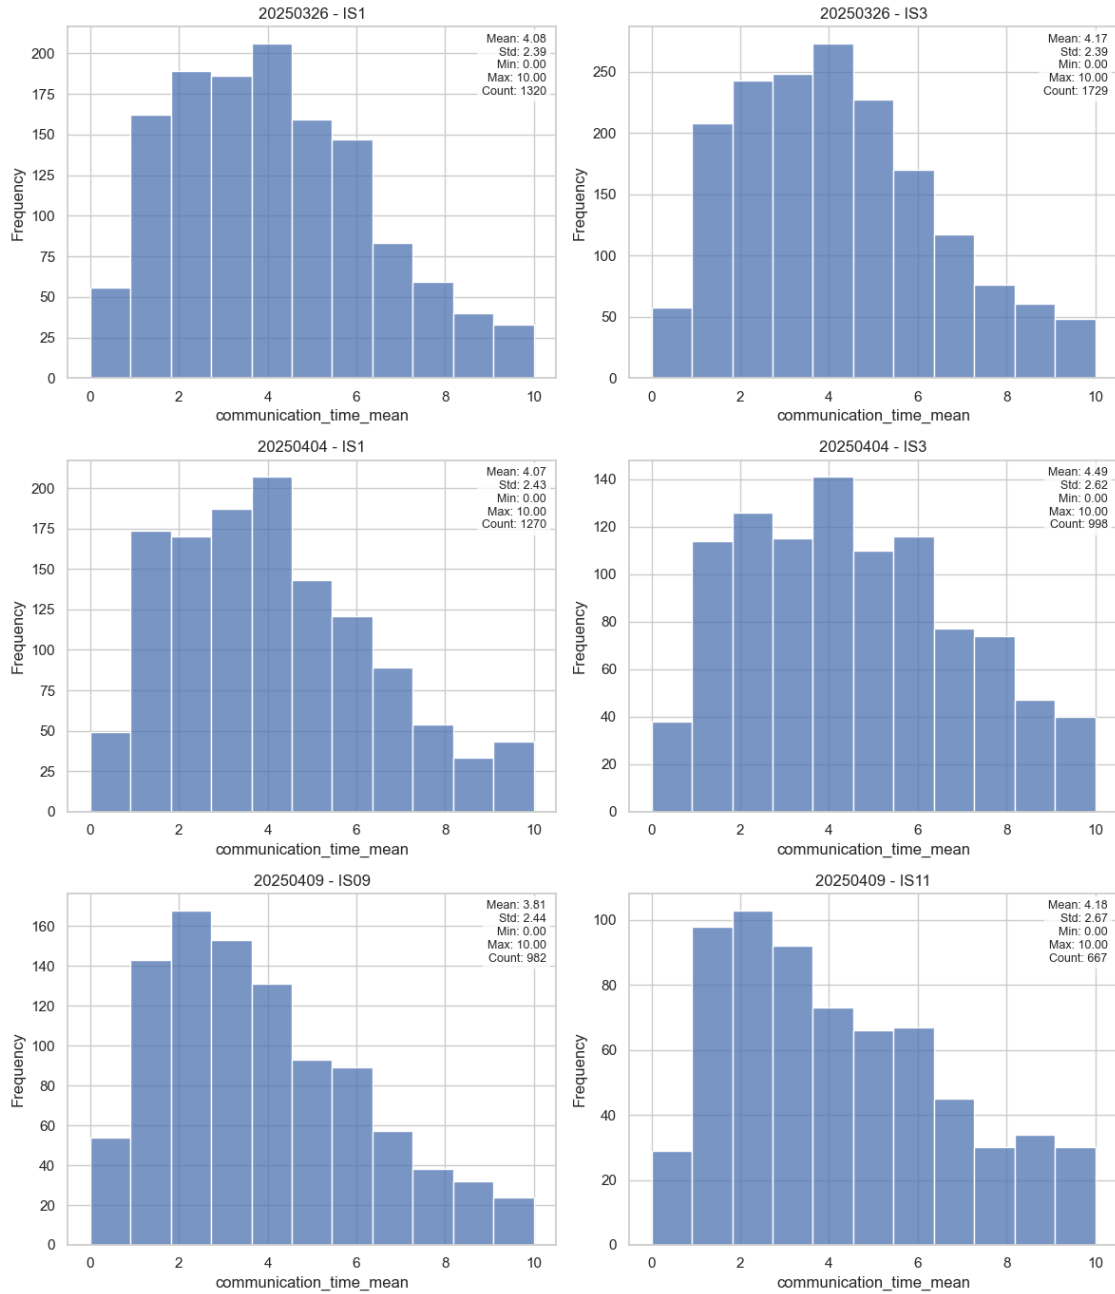 20250326 - IS1
Mean: 4.08
Std: 2.39
Min: 0.00
Max: 10.00
Count: 1320
Frequency
200
175
150
125
100
75
50
25
0
0 2 4 6 8 10
communication_time_mean
20250326 - IS3
Mean: 4.17
Std: 2.39
Min: 0.00
Max: 10.00
Count: 1729
Frequency
250
200
150
100
50
0
0 2 4 6 8 10
communication_time_mean
20250404 - IS1
Mean: 4.07
Std: 2.43
Min: 0.00
Max: 10.00
Count: 1270
Frequency
200
175
150
125
100
75
50
25
0
0 2 4 6 8 10
communication_time_mean
20250404 - IS3
Mean: 4.49
Std: 2.62
Min: 0.00
Max: 10.00
Count: 998
Frequency
140
120
100
80
60
40
20
0
0 2 4 6 8 10
communication_time_mean
20250409 - IS09
Mean: 3.81
Std: 2.44
Min: 0.00
Max: 10.00
Count: 982
Frequency
160
140
120
100
80
60
40
20
0
0 2 4 6 8 10
communication_time_mean
20250409 - IS11
Mean: 4.18
Std: 2.67
Min: 0.00
Max: 10.00
Count: 667
Frequency
100
80
60
40
20
0
0 2 4 6 8 10
communication_time_mean